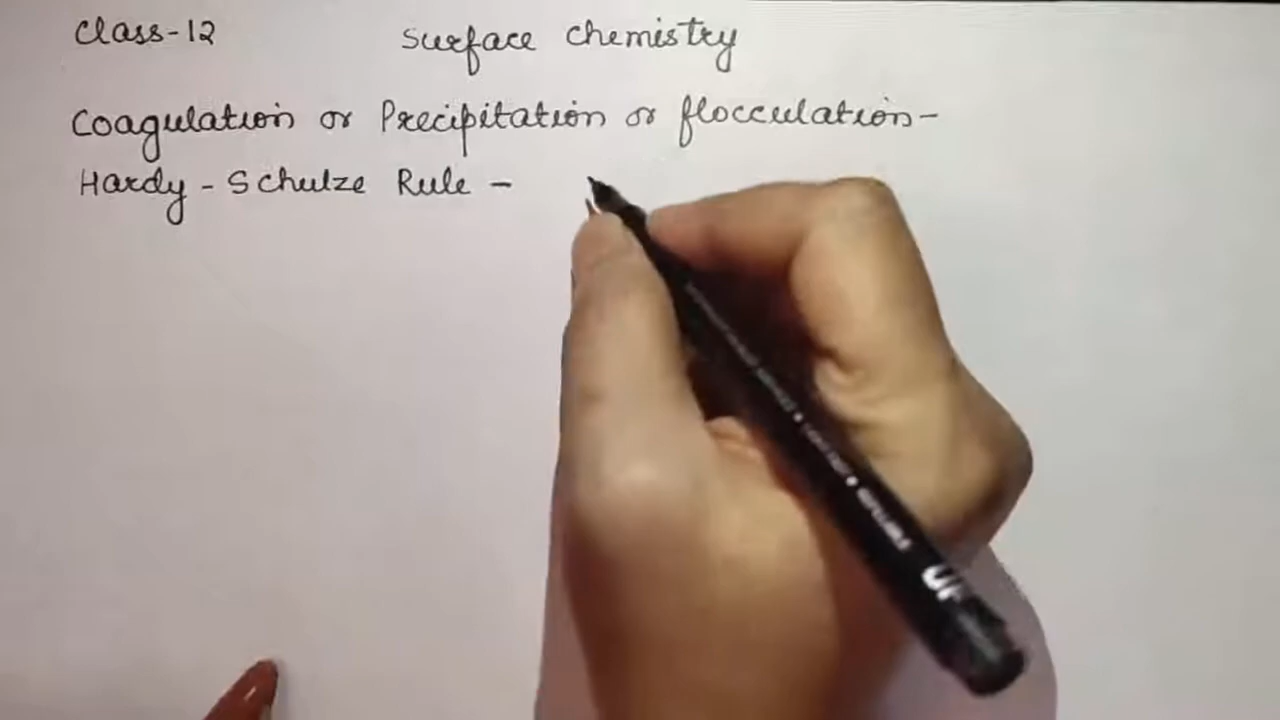 Class-12 Surface Chemistry
Coagulation or Precipitation or flocculation-
Hardy - Schulze Rule -